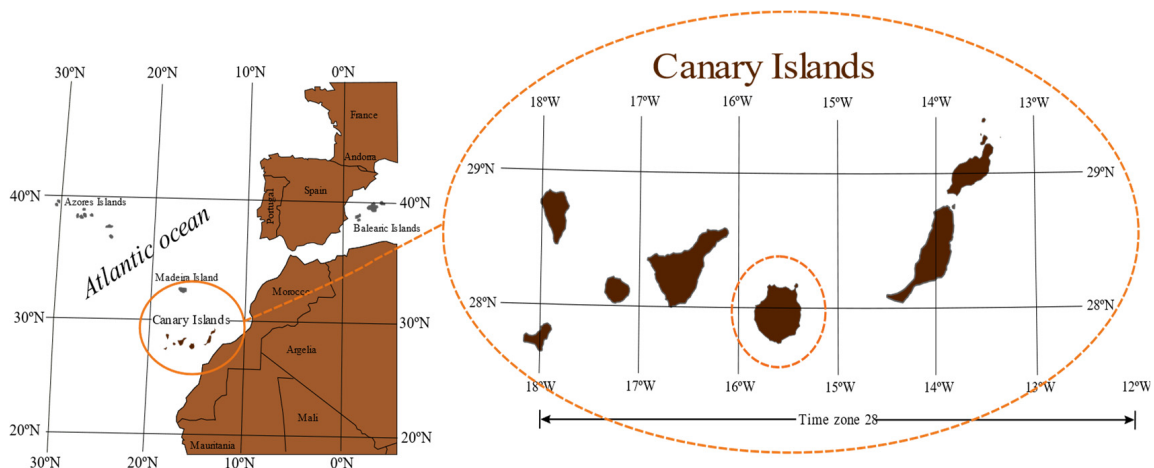 30ºN 20ºN 10ºN 0ºN
France
Andorra
40ºN
Azores Islands
Portugal
Spain
40ºN
Balearic Islands
Atlantic ocean
Madeira Island
Morocco
30ºN
Canary Islands
30ºN
Argelia
Mali
20ºN
Mauritania
20ºN
30ºN 20ºN 10ºN 0ºN
Canary Islands
18ºW 17ºW 16ºW 15ºW 14ºW 13ºW
29ºN 29ºN
28ºN 28ºN
18ºW 17ºW 16ºW 15ºW 14ºW 13ºW 12ºW
Time zone 28